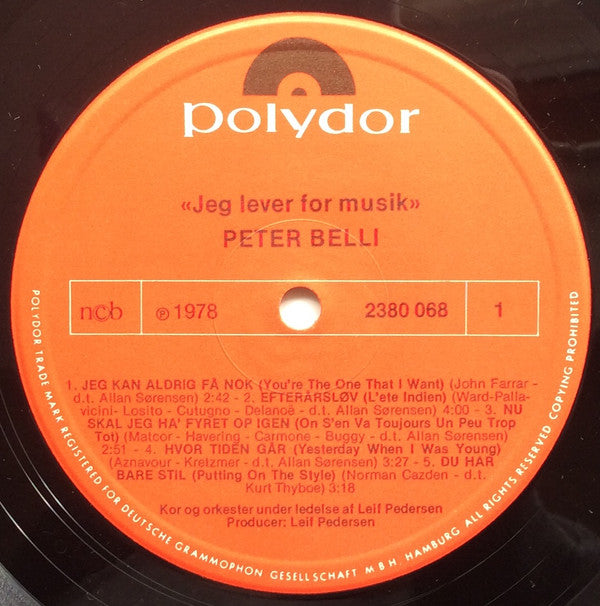 polydor
«Jeg lever for musik»
PETER BELLI
ncb ℗ 1978 2380 068 1
1. JEG KAN ALDRIG FÅ NOK (You're The One That I Want) (John Farrar -
d.t. Allan Sørensen) 2:42 - 2. EFTERÅRSLØV (L'ete Indien) (Ward-Palla-
vicini- Losito - Cutugno - Delanoë - d.t. Allan Sørensen) 4:00 - 3. NU
SKAL JEG HA' FYRET OP IGEN (On S'en Va Toujours Un Peu Trop
Tot) (Matcor - Havering - Carmone - Buggy - d.t. Allan Sørensen)
2:51 - 4. HVOR TIDEN GÅR (Yesterday When I Was Young)
(Aznavour - Kretzmer - d.t. Allan Sørensen) 3:27 - 5. DU HAR
BARE STIL (Putting On The Style) (Norman Cazden - d.t.
Kurt Thyboe) 3:18
Kor og orkester under ledelse af Leif Pedersen
Producer: Leif Pedersen
POLYDOR TRADE MARK REGISTERED FOR DEUTSCHE GRAMMOPHON GESELLSCHAFT M B H HAMBURG ALL RIGHTS RESERVED COPYING PROHIBITED